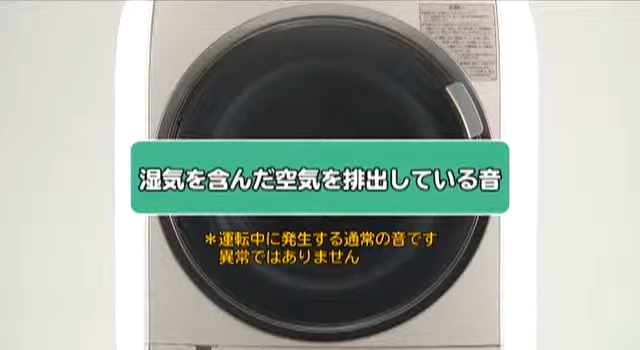 湿気を含んだ空気を排出している音
＊運転中に発生する通常の音です
異常ではありません